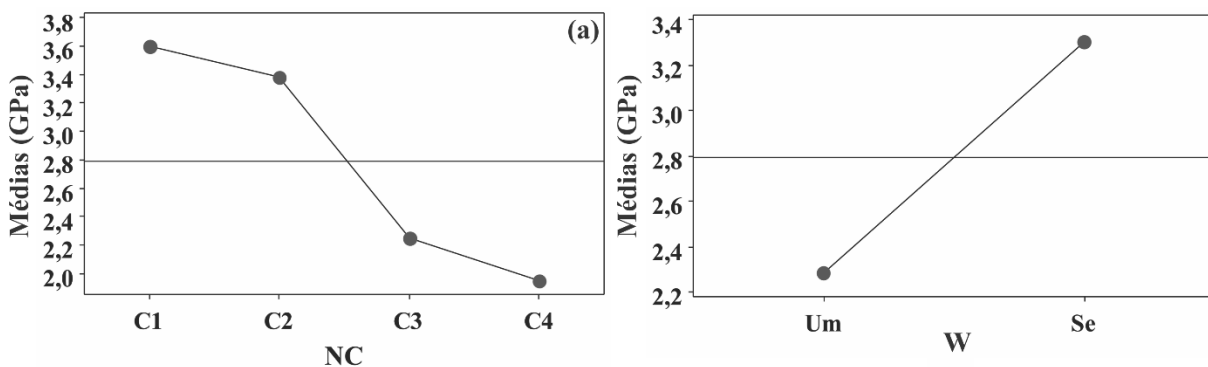 (a)
Médias (GPa)
3,8
3,6
3,4
3,2
3,0
2,8
2,6
2,4
2,2
2,0
C1 C2 C3 C4
NC
Médias (GPa)
3,4
3,2
3,0
2,8
2,6
2,4
2,2
Um Se
W